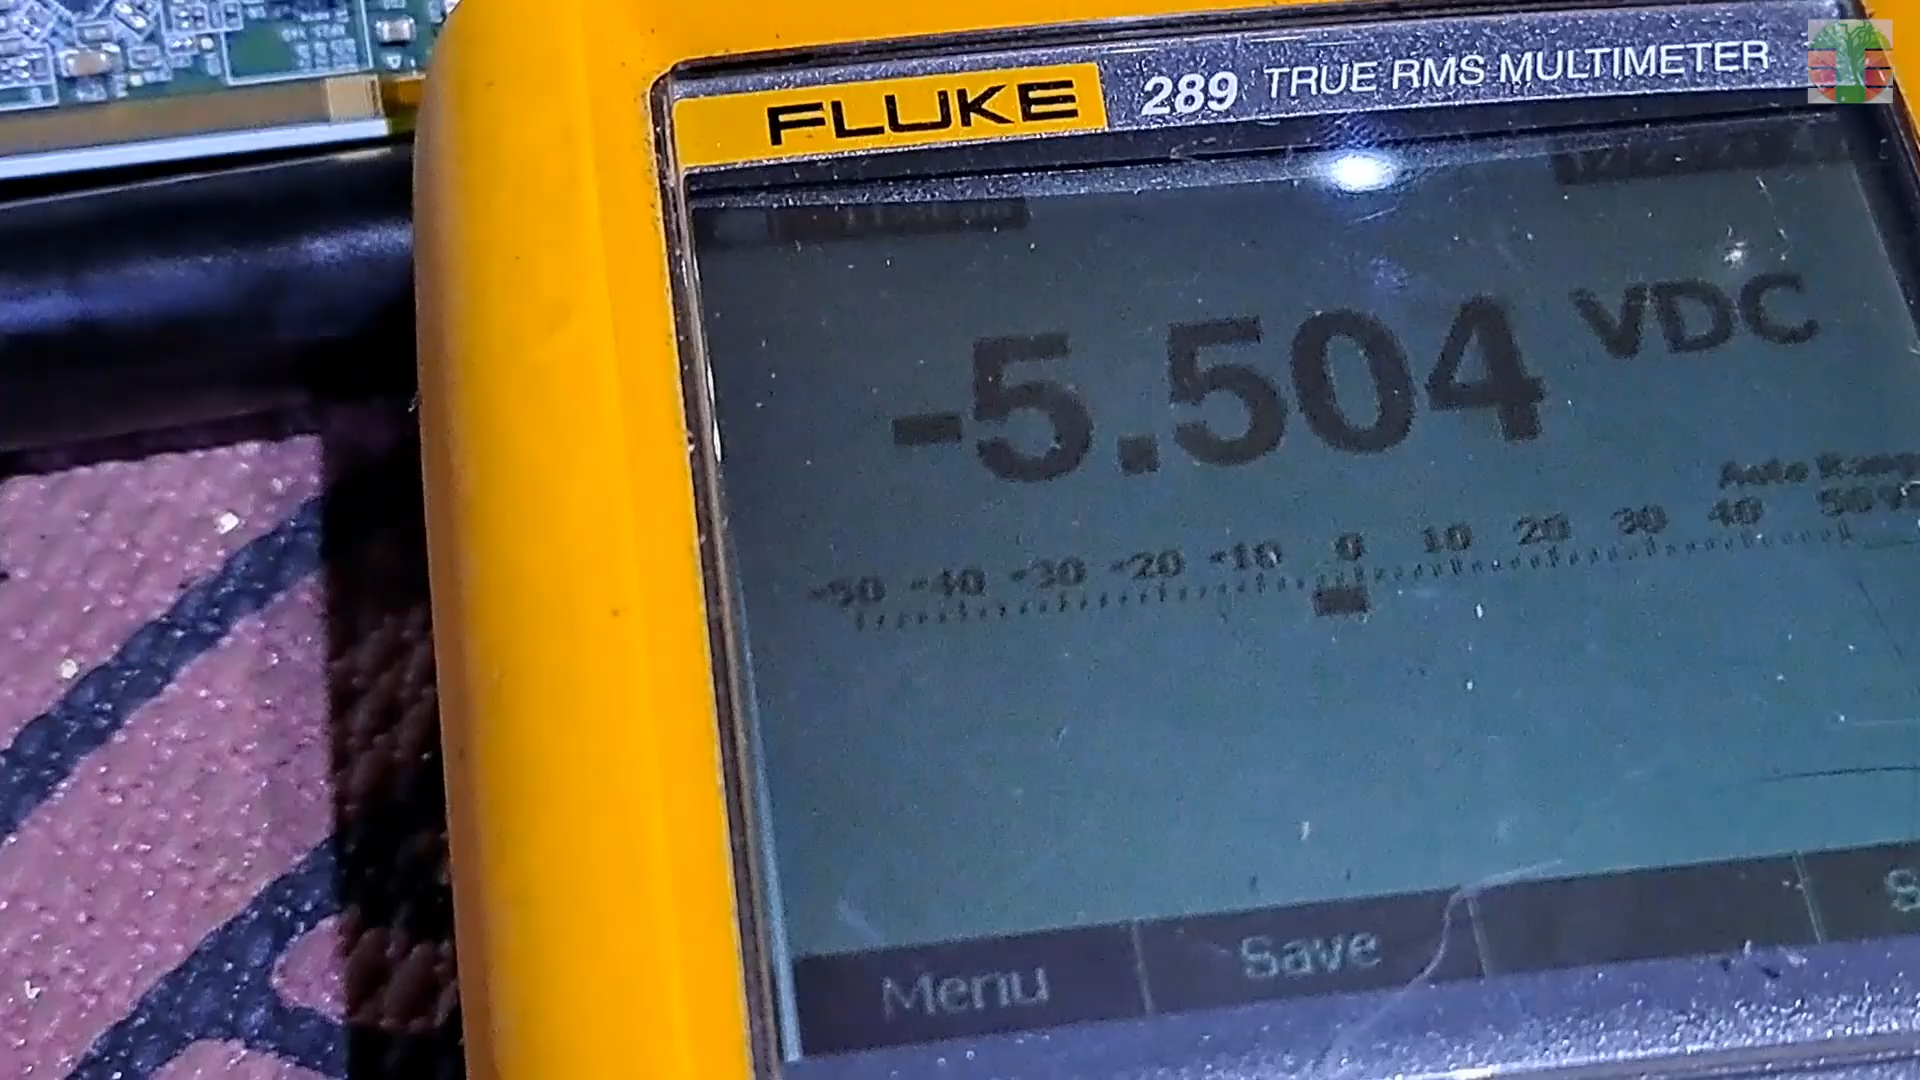 FLUKE 289 TRUE RMS MULTIMETER
-5.504 VDC
Auto Range
-50 -40 -30 -20 -10 0 10 20 30 40 50
Menu Save